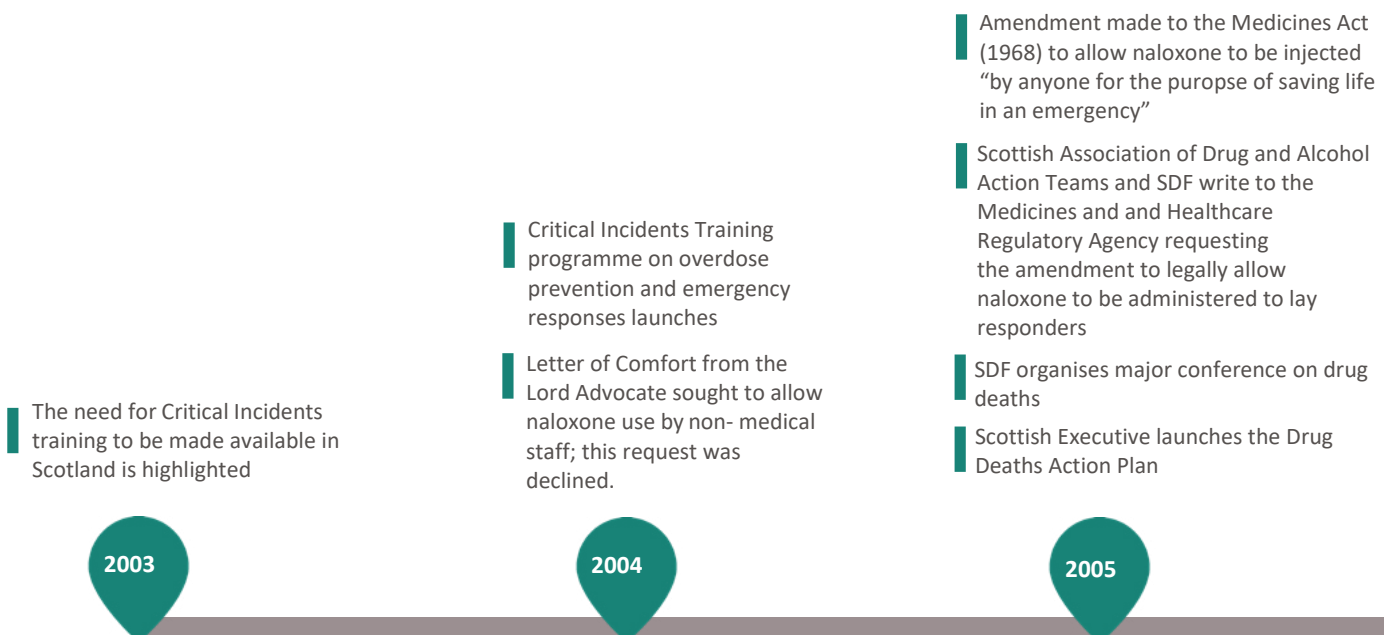 The need for Critical Incidents
training to be made available in
Scotland is highlighted
2003
Critical Incidents Training
programme on overdose
prevention and emergency
responses launches
Letter of Comfort from the
Lord Advocate sought to allow
naloxone use by non- medical
staff; this request was
declined.
2004
Amendment made to the Medicines Act
(1968) to allow naloxone to be injected
“by anyone for the puropse of saving life
in an emergency”
Scottish Association of Drug and Alcohol
Action Teams and SDF write to the
Medicines and and Healthcare
Regulatory Agency requesting
the amendment to legally allow
naloxone to be administered to lay
responders
SDF organises major conference on drug
deaths
Scottish Executive launches the Drug
Deaths Action Plan
2005